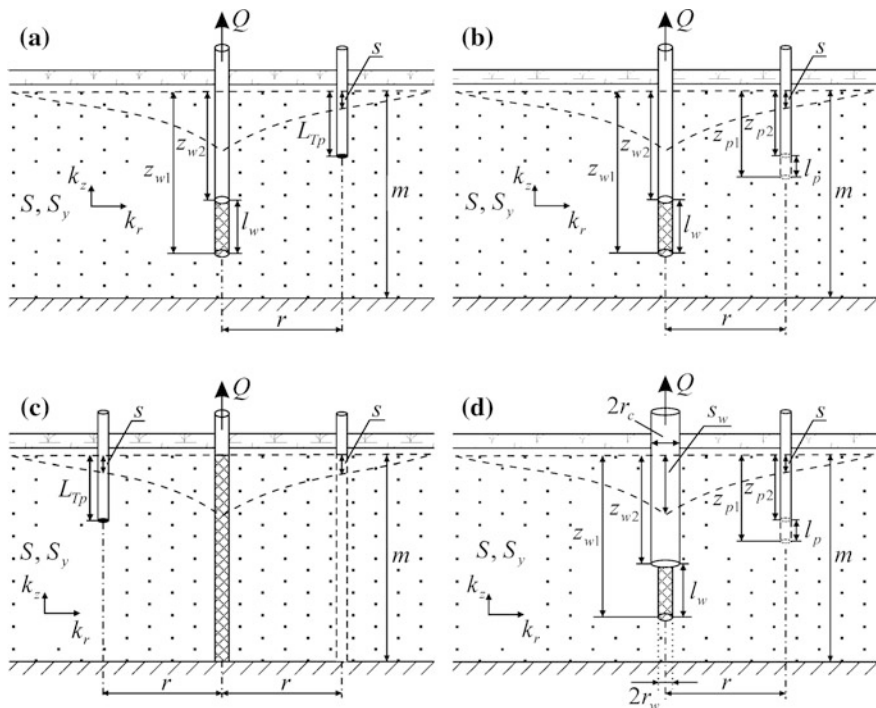 (a)
Q
s
L_Tp
z_w2
z_w1
k_z
S, S_y
k_r
l_w
m
r
(b)
Q
s
z_p2
z_p1
z_w2
z_w1
l_p
k_z
S, S_y
k_r
l_w
m
r
(c)
Q
s
s
L_Tp
S, S_y
k_z
k_r
m
r
r
(d)
Q
2r_c
s_w
s
z_p2
z_p1
z_w2
z_w1
l_p
S, S_y
k_z
k_r
l_w
m
r
2r_w